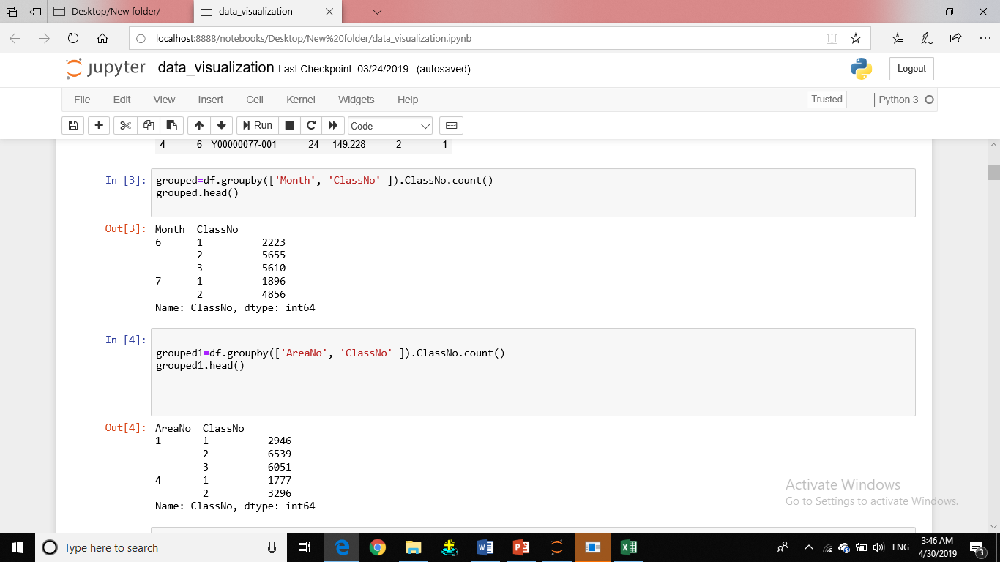 Desktop/New folder/
data_visualization
localhost:8888/notebooks/Desktop/New%20folder/data_visualization.ipynb
jupyter data_visualization Last Checkpoint: 03/24/2019 (autosaved)
Logout
File Edit View Insert Cell Kernel Widgets Help
Trusted
Python 3
Run
Code
4 6 Y00000077-001 24 149.228 2 1
In [3]: grouped=df.groupby(['Month', 'ClassNo' ]).ClassNo.count()
grouped.head()
Out[3]: Month ClassNo
6 1 2223
2 5655
3 5610
7 1 1896
2 4856
Name: ClassNo, dtype: int64
In [4]:
grouped1=df.groupby(['AreaNo', 'ClassNo' ]).ClassNo.count()
grouped1.head()
Out[4]: AreaNo ClassNo
1 1 2946
2 6539
3 6051
4 1 1777
2 3296
Name: ClassNo, dtype: int64
Activate Windows
Go to Settings to activate Windows.
Type here to search
ENG
3:46 AM
4/30/2019
3